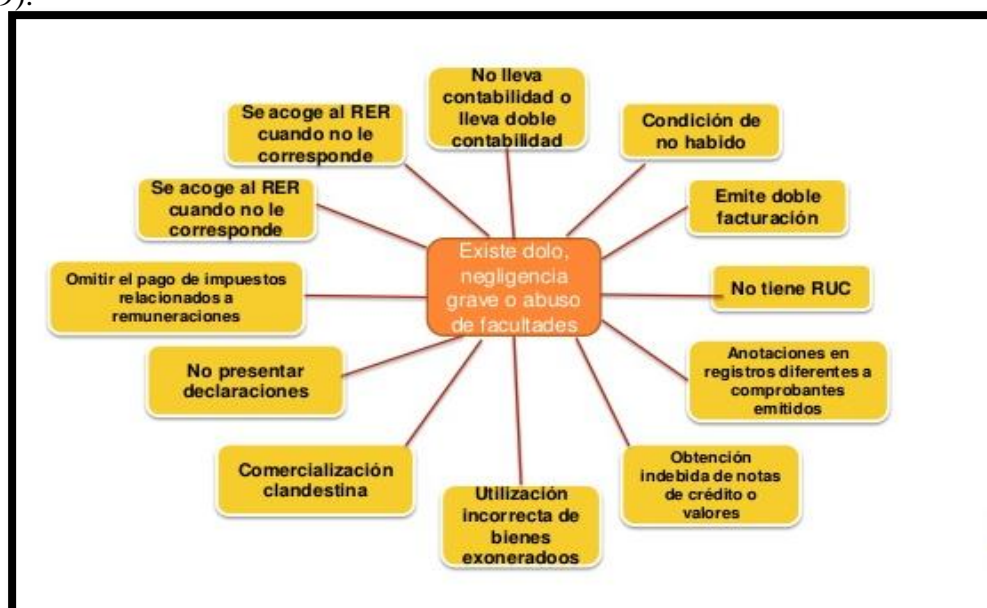 9).
No lleva
contabilidad o
lleva doble
contabilidad
Se acoge al RER
cuando no le
corresponde
Condición de
no habido
Se acoge al RER
cuando no le
corresponde
Emite doble
facturación
Existe dolo,
negligencia
grave o abuso
de facultades
Omitir el pago de impuestos
relacionados a
remuneraciones
No tiene RUC
No presentar
declaraciones
Anotaciones en
registros diferentes a
comprobantes
emitidos
Comercialización
clandestina
Utilización
incorrecta de
bienes
exoneradoos
Obtención
indebida de notas
de crédito o
valores